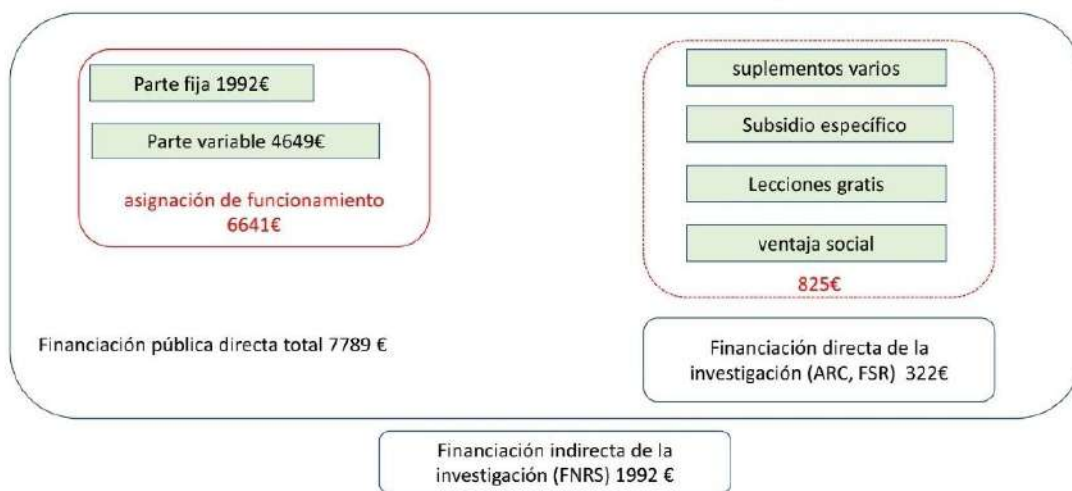 Parte fija 1992€
Parte variable 4649€
asignación de funcionamiento
6641€
suplementos varios
Subsidio específico
Lecciones gratis
ventaja social
825€
Financiación pública directa total 7789 €
Financiación directa de la
investigación (ARC, FSR)  322€
Financiación indirecta de la
investigación (FNRS) 1992 €